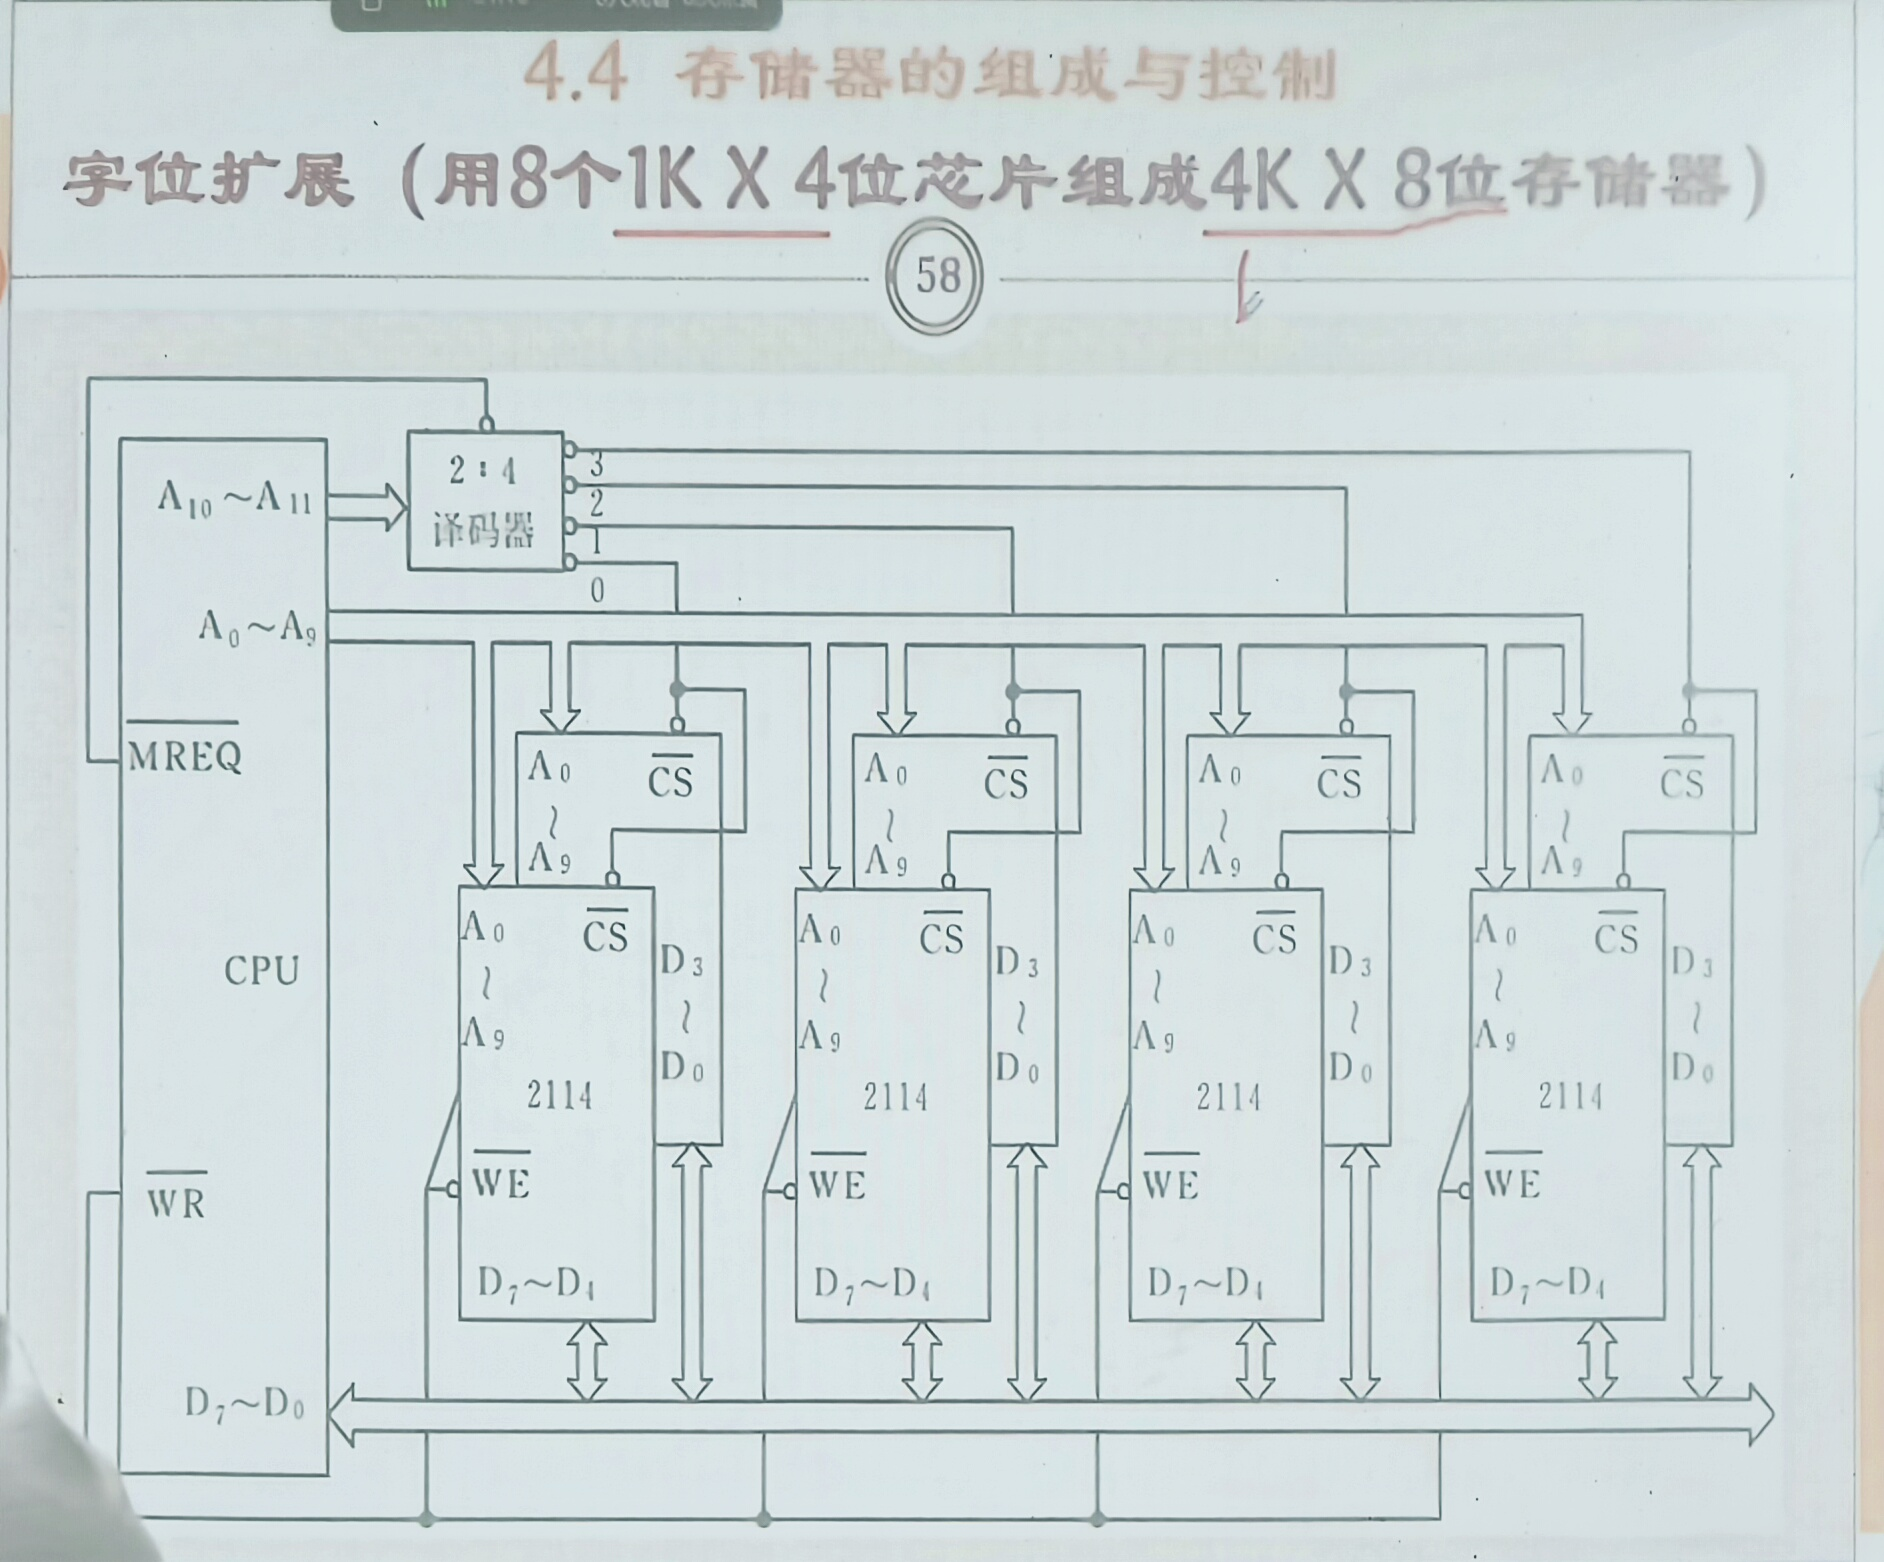 4.4 存储器的组成与控制
字位扩展（用8个1K X 4位芯片组成4K X 8位存储器）
58
A10～A11
2：4
译码器
3
2
1
0
A0～A9
MREQ
CPU
WR
D7～D0
A0
～
A9
CS
D3
～
D0
A0
～
A9
CS
2114
WE
D7～D4
A0
～
A9
CS
D3
～
D0
A0
～
A9
CS
2114
WE
D7～D4
A0
～
A9
CS
D3
～
D0
A0
～
A9
CS
2114
WE
D7～D4
A0
～
A9
CS
D3
～
D0
A0
～
A9
CS
2114
WE
D7～D4